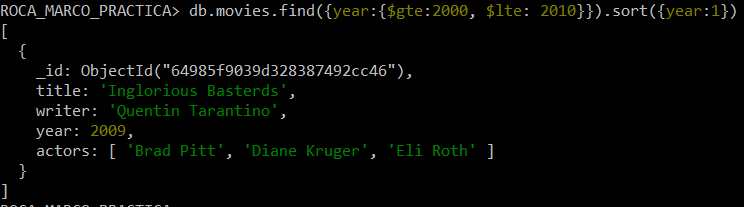 ROCA_MARCO_PRACTICA> db.movies.find({year:{$gte:2000, $lte: 2010}}).sort({year:1})
[
  {
    _id: ObjectId("64985f9039d328387492cc46"),
    title: 'Inglorious Basterds',
    writer: 'Quentin Tarantino',
    year: 2009,
    actors: [ 'Brad Pitt', 'Diane Kruger', 'Eli Roth' ]
  }
]